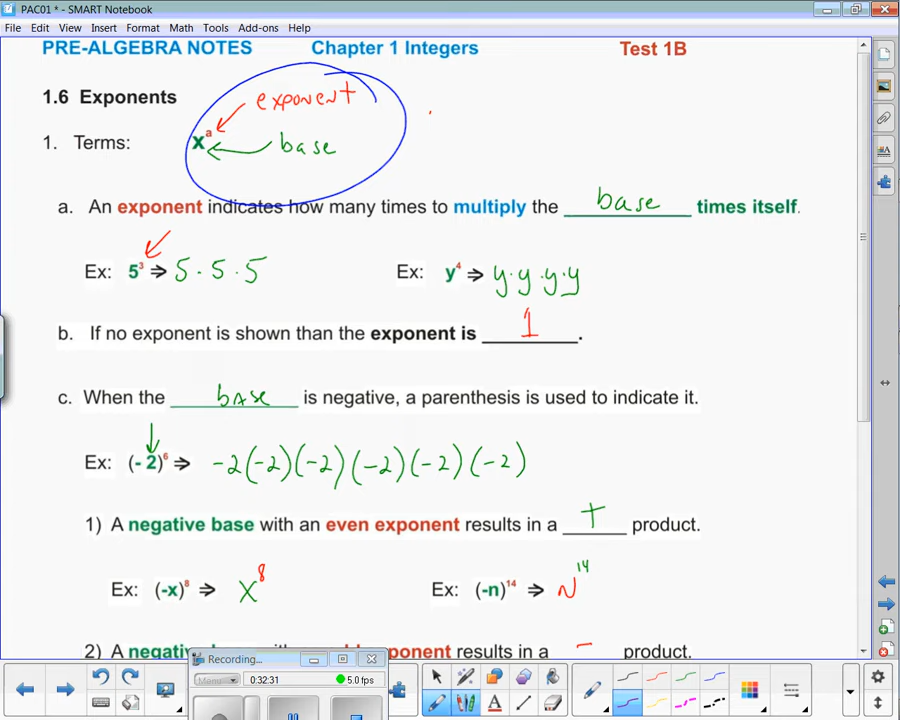 PAC01 * - SMART Notebook
File Edit View Insert Format Math Tools Add-ons Help
PRE-ALGEBRA NOTES Chapter 1 Integers Test 1B
1.6 Exponents
exponent
1. Terms: xᵃ base
a. An exponent indicates how many times to multiply the base times itself.
Ex: 5³ ⇒ 5 · 5 · 5 Ex: y⁴ ⇒ y·y·y·y
b. If no exponent is shown than the exponent is 1.
c. When the base is negative, a parenthesis is used to indicate it.
Ex: (- 2)⁶ ⇒ -2(-2)(-2)(-2)(-2)(-2)
1) A negative base with an even exponent results in a + product.
Ex: (-x)⁸ ⇒ x⁸ Ex: (-n)¹⁴ ⇒ N¹⁴
2) A negativ ponent results in a - product.
Recording...
Menu 0:32:31 5.0 fps